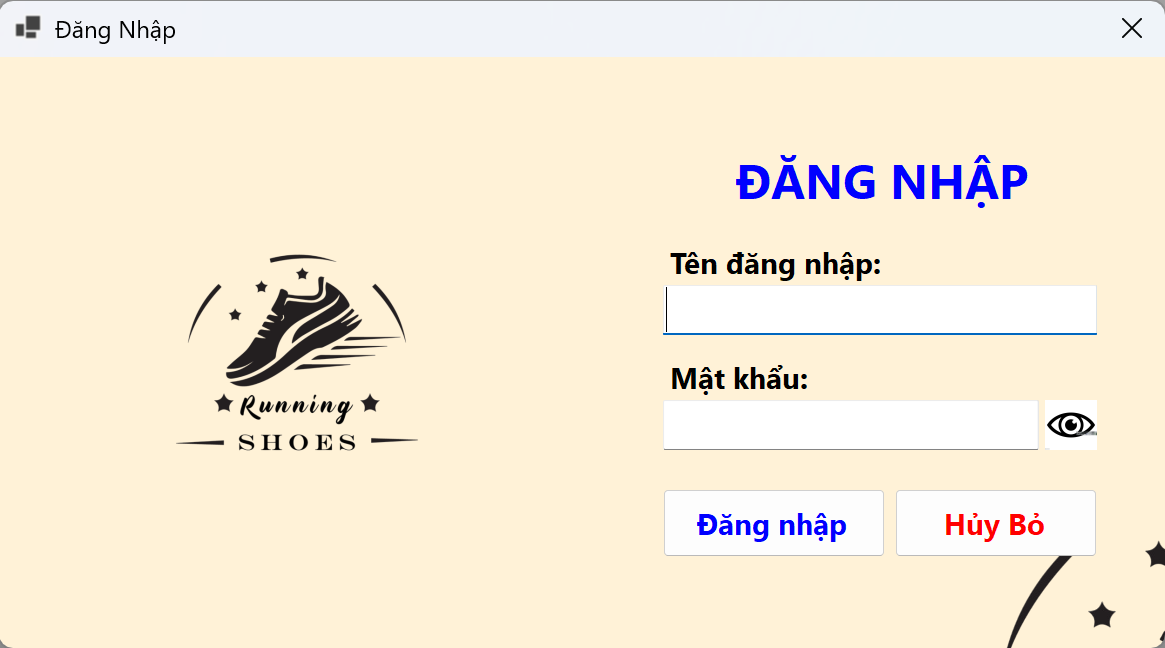 Đăng Nhập
ĐĂNG NHẬP
Tên đăng nhập:
Mật khẩu:
Đăng nhập
Hủy Bỏ
Running
SHOES